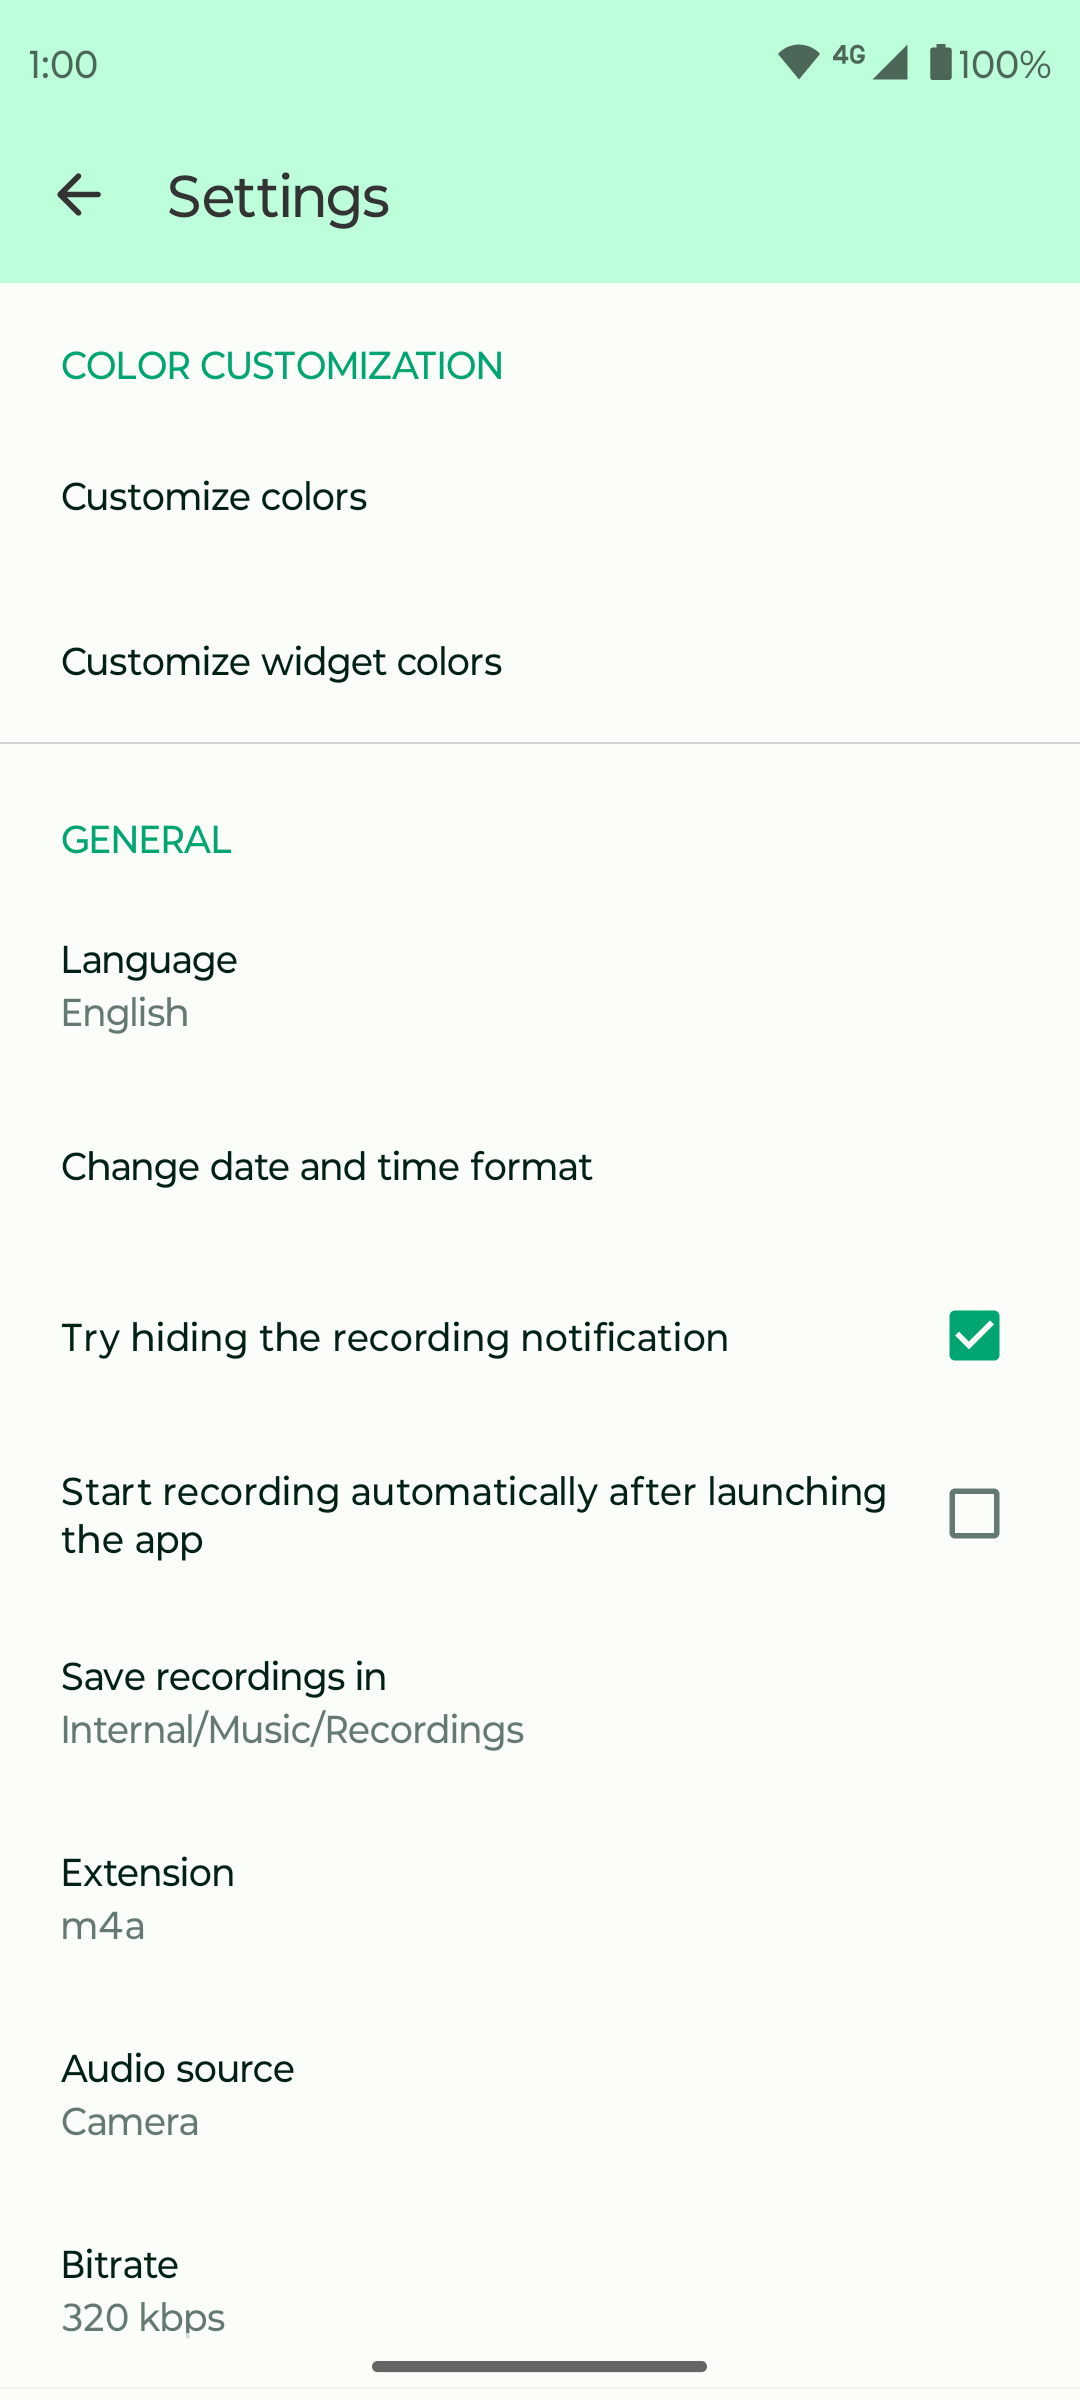 1:00
4G
100%
Settings
COLOR CUSTOMIZATION
Customize colors
Customize widget colors
GENERAL
Language
English
Change date and time format
Try hiding the recording notification
Start recording automatically after launching
the app
Save recordings in
Internal/Music/Recordings
Extension
m4a
Audio source
Camera
Bitrate
320 kbps